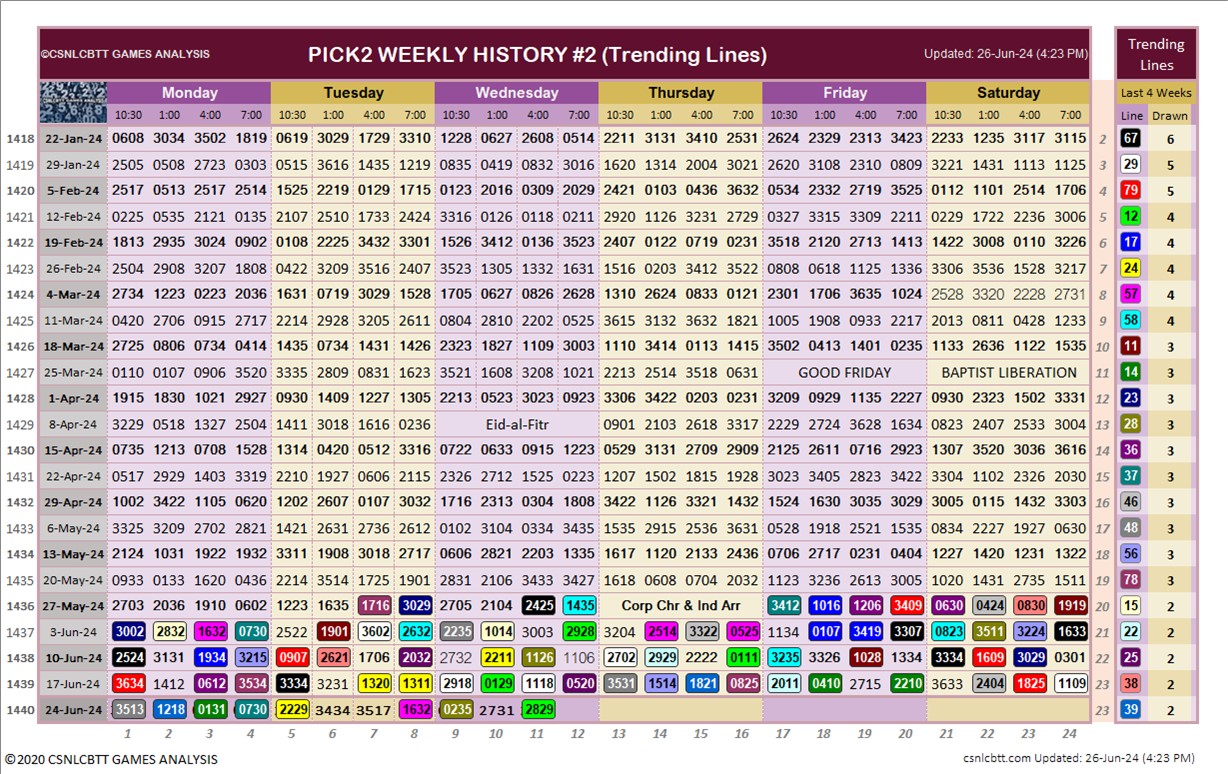 ©CSNLCBTT GAMES ANALYSIS PICK2 WEEKLY HISTORY #2 (Trending Lines) Updated: 26-Jun-24 (4:23 PM) Trending Lines
Monday Tuesday Wednesday Thursday Friday Saturday Last 4 Weeks
10:30 1:00 4:00 7:00 10:30 1:00 4:00 7:00 10:30 1:00 4:00 7:00 10:30 1:00 4:00 7:00 10:30 1:00 4:00 7:00 10:30 1:00 4:00 7:00 Line Drawn
1418 22-Jan-24 0608 3034 3502 1819 0619 3029 1729 3310 1228 0627 2608 0514 2211 3131 3410 2531 2624 2329 2313 3423 2233 1235 3117 3115 2 67 6
1419 29-Jan-24 2505 0508 2723 0303 0515 3616 1435 1219 0835 0419 0832 3016 1620 1314 2004 3021 2620 3108 2310 0809 3221 1431 1113 1125 3 29 5
1420 5-Feb-24 2517 0513 2517 2514 1525 2219 0129 1715 0123 2016 0309 2029 2421 0103 0436 3632 0534 2332 2719 3525 0112 1101 2514 1706 4 79 5
1421 12-Feb-24 0225 0535 2121 0135 2107 2510 1733 2424 3316 0126 0118 0211 2920 1126 3231 2729 0327 3315 3309 2211 0229 1722 2236 3006 5 12 4
1422 19-Feb-24 1813 2935 3024 0902 0108 2225 3432 3301 1526 3412 0136 3523 2407 0122 0719 0231 3518 2120 2713 1413 1422 3008 0110 3226 6 17 4
1423 26-Feb-24 2504 2908 3207 1808 0422 3209 3516 2407 3523 1305 1332 1631 1516 0203 3412 3522 0808 0618 1125 1336 3306 3536 1528 3217 7 24 4
1424 4-Mar-24 2734 1223 0223 2036 1631 0719 3029 1528 1705 0627 0826 2628 1310 2624 0833 0121 2301 1706 3535 1024 2528 3320 2228 2731 8 57 4
1425 11-Mar-24 0420 2706 0915 2717 2214 2928 3205 2611 0804 2810 2202 0525 3615 3132 3632 1821 1005 1908 0933 2217 2013 0811 0428 1233 9 58 4
1426 18-Mar-24 2725 0806 0734 0414 1435 0734 1431 1426 2323 1827 1109 3003 1110 3414 0113 1415 3502 0413 1401 0235 1133 2636 1122 1535 10 11 3
1427 25-Mar-24 0110 0107 0906 3520 3335 2809 0831 1623 3521 1608 3208 1021 2213 2514 3518 0631 GOOD FRIDAY BAPTIST LIBERATION 11 14 3
1428 1-Apr-24 1915 1830 1021 2927 0930 1409 1227 1305 2213 0523 3023 0923 3306 3422 0203 0231 3209 0929 1135 2227 0930 2323 1502 3331 12 23 3
1429 8-Apr-24 3229 0518 1327 2504 1411 3018 1616 0236 Eid-al-Fitr 0901 2103 2618 3317 2229 2724 3628 1634 0823 2407 2533 3004 13 28 3
1430 15-Apr-24 0735 1213 0708 1528 1314 0420 0512 3318 0722 0633 0915 1223 0529 3131 2709 2909 2125 2611 0716 2923 1307 3520 3036 3616 14 36 3
1431 22-Apr-24 0517 2929 1403 3319 2210 1927 0606 2113 2326 2711 1525 0223 1207 1502 1815 1928 3023 3405 2823 3422 3304 1102 2326 2030 15 37 3
1432 29-Apr-24 1002 3422 1105 0620 1202 2607 0107 3032 1716 2313 0304 1808 3422 1126 3321 1432 1524 1630 3035 3029 3005 0115 1432 3303 16 46 3
1433 6-May-24 3325 3209 2702 2821 1421 2631 2736 2612 0102 3104 0334 3435 1535 2915 2536 3631 0528 1918 2521 1535 0834 2227 1927 0630 17 48 3
1434 13-May-24 2124 1031 1922 1932 3311 1908 3018 2717 0606 2821 2203 1335 1617 1120 2133 2436 0706 2717 0231 0404 1227 1420 1231 1322 18 56 3
1435 20-May-24 0933 0133 1620 0436 2214 3514 1725 1901 2831 2106 3433 3427 1618 0608 0704 2032 1123 3236 2613 3005 1020 1431 2735 1511 19 78 3
1436 27-May-24 2703 2036 1910 0602 1223 1635 1716 3029 2705 2104 2425 1435 Corp Chr & Ind Arr 3412 1016 1206 3409 0630 0424 0830 1919 20 15 2
1437 3-Jun-24 3002 2832 1632 0730 2522 1901 3602 2632 2235 1014 3003 2928 3204 2514 3322 0525 1134 0107 3419 3307 0823 3511 3224 1633 21 22 2
1438 10-Jun-24 2524 3131 1934 3215 0907 2621 1706 2032 2732 2211 1126 1106 2702 2929 2222 0111 3235 3326 1028 1334 3334 1609 3029 0301 22 25 2
1439 17-Jun-24 3634 1412 0612 3534 3334 3231 1320 1311 2918 0129 1118 0520 3531 1514 1821 0825 2011 0410 2715 2210 3633 2404 1825 1109 23 38 2
1440 24-Jun-24 3513 1218 0131 0730 2229 3434 3517 1632 0235 2731 2829 23 39 2
1 2 3 4 5 6 7 8 9 10 11 12 13 14 15 16 17 18 19 20 21 22 23 24
©2020 CSNLCBTT GAMES ANALYSIS csnlcbtt.com Updated: 26-Jun-24 (4:23 PM)